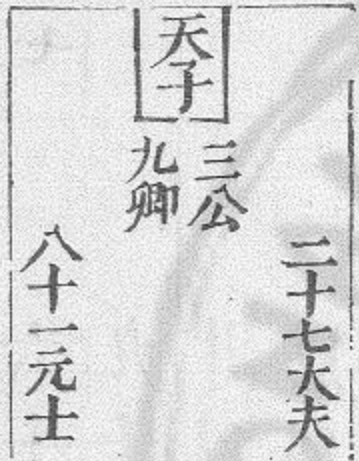 天子
三公
九卿
二十七大夫
八十一元士